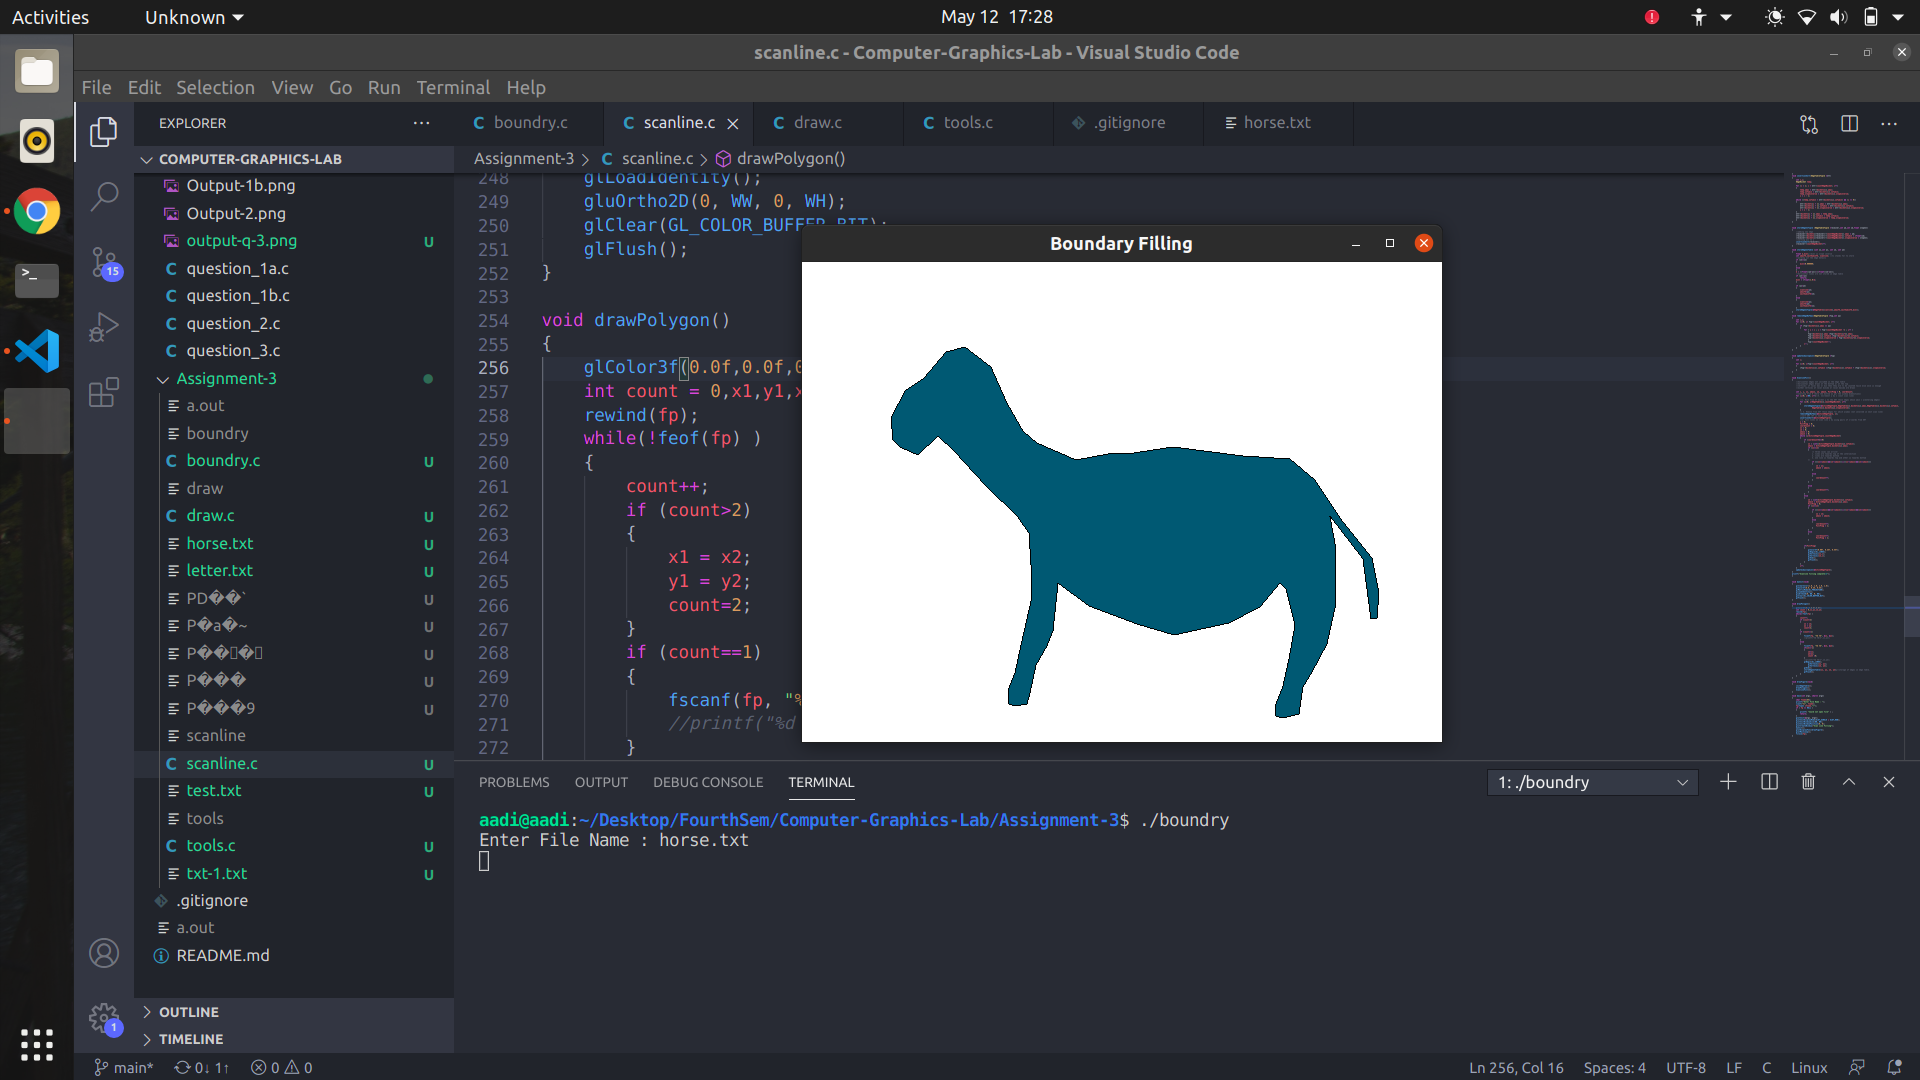 Activities
Unknown
May 12 17:28
scanline.c - Computer-Graphics-Lab - Visual Studio Code
File Edit Selection View Go Run Terminal Help
EXPLORER
boundry.c
scanline.c
draw.c
tools.c
.gitignore
horse.txt
COMPUTER-GRAPHICS-LAB
Output-1b.png
Output-2.png
output-q-3.png U
question_1a.c
question_1b.c
question_2.c
question_3.c
Assignment-3
a.out
boundry
boundry.c U
draw
draw.c U
horse.txt U
letter.txt U
PD��` U
P�a�~ U
P���9 U
scanline
scanline.c U
test.txt U
tools
tools.c U
txt-1.txt U
.gitignore
a.out
README.md
OUTLINE
TIMELINE
15
1
Assignment-3 > scanline.c > drawPolygon()
248 glLoadIdentity();
249 gluOrtho2D(0, WW, 0, WH);
250 glClear(GL_COLOR_BUFFER_BIT);
251 glFlush();
252 }
253
254 void drawPolygon()
255 {
256 glColor3f(0.0f,0.0f,
257 int count = 0,x1,y1,
258 rewind(fp);
259 while(!feof(fp) )
260 {
261 count++;
262 if (count>2)
263 {
264 x1 = x2;
265 y1 = y2;
266 count=2;
267 }
268 if (count==1)
269 {
270 fscanf(fp, "%
271 //printf("%d
272 }
Boundary Filling
PROBLEMS OUTPUT DEBUG CONSOLE TERMINAL
1: ./boundry
aadi@aadi:~/Desktop/FourthSem/Computer-Graphics-Lab/Assignment-3$ ./boundry
Enter File Name : horse.txt
main* 0↓ 1↑ 0 0
Ln 256, Col 16 Spaces: 4 UTF-8 LF C Linux